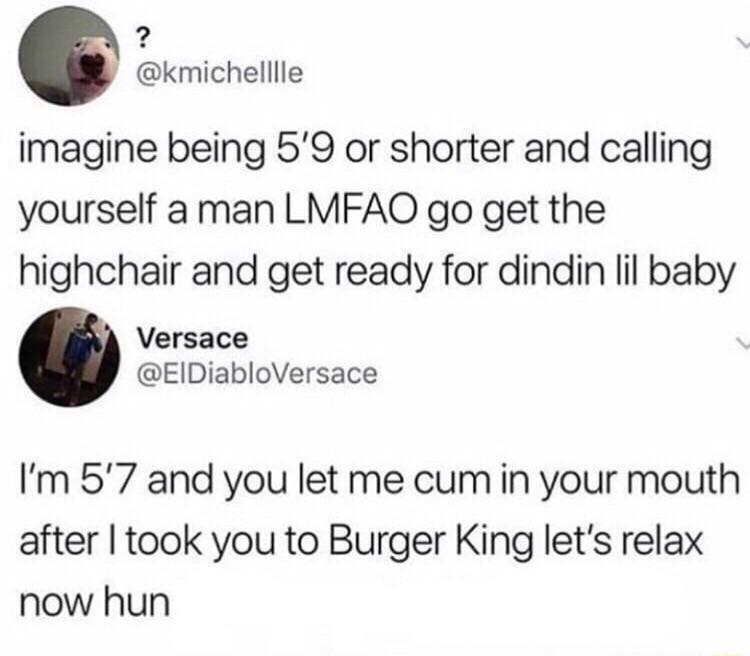 ?
@kmichelllle
imagine being 5'9 or shorter and calling
yourself a man LMFAO go get the
highchair and get ready for dindin lil baby
Versace
@ElDiabloVersace
I'm 5'7 and you let me cum in your mouth
after I took you to Burger King let's relax
now hun